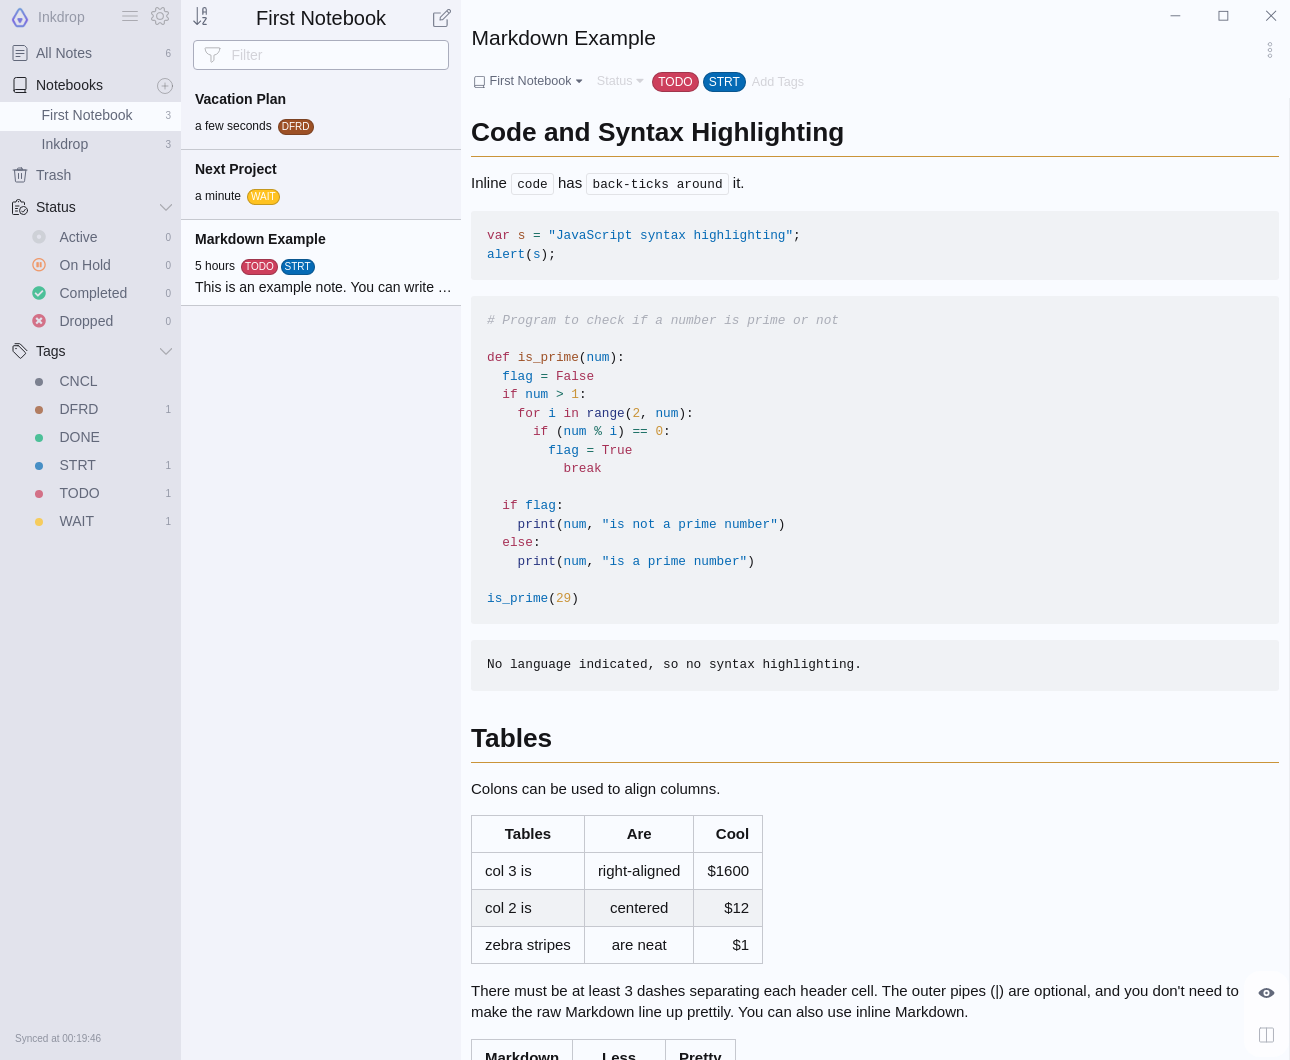 Inkdrop
All Notes 6
Notebooks
First Notebook 3
Inkdrop 3
Trash
Status
Active 0
On Hold 0
Completed 0
Dropped 0
Tags
CNCL
DFRD 1
DONE
STRT 1
TODO 1
WAIT 1
Synced at 00:19:46
A
Z
First Notebook
Filter
Vacation Plan
a few seconds DFRD
Next Project
a minute WAIT
Markdown Example
5 hours TODO STRT
This is an example note. You can write …
Markdown Example
First Notebook Status TODO STRT Add Tags
Code and Syntax Highlighting
Inline code has back-ticks around it.
var s = "JavaScript syntax highlighting";
alert(s);
# Program to check if a number is prime or not
def is_prime(num):
  flag = False
  if num > 1:
    for i in range(2, num):
      if (num % i) == 0:
        flag = True
          break
  if flag:
    print(num, "is not a prime number")
  else:
    print(num, "is a prime number")
is_prime(29)
No language indicated, so no syntax highlighting.
Tables
Colons can be used to align columns.
Tables Are Cool
col 3 is right-aligned $1600
col 2 is centered $12
zebra stripes are neat $1
There must be at least 3 dashes separating each header cell. The outer pipes (|) are optional, and you don't need to
make the raw Markdown line up prettily. You can also use inline Markdown.
Markdown Less Pretty